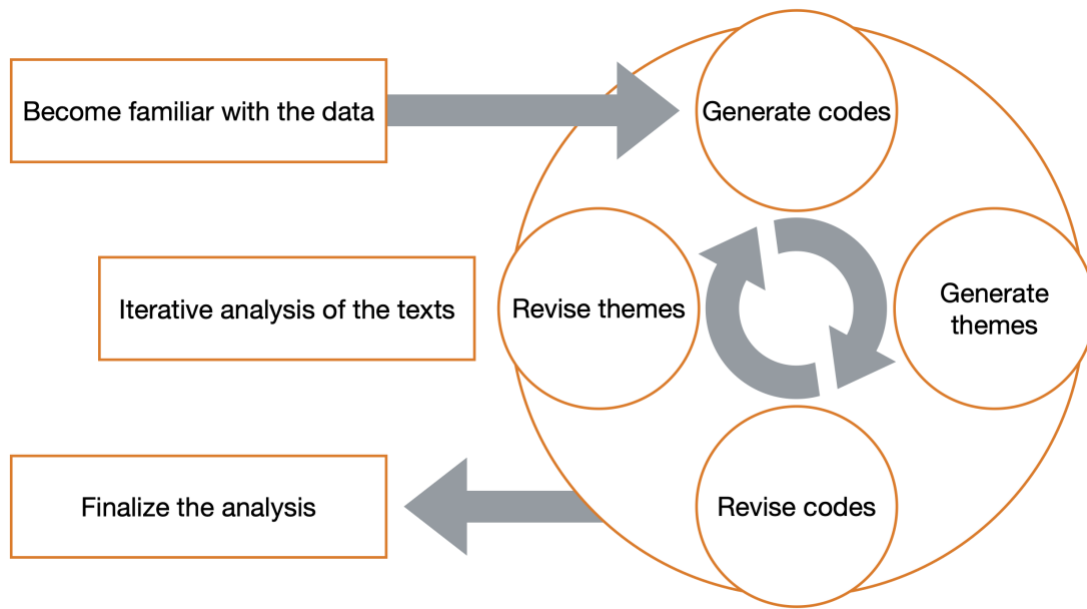 Become familiar with the data
Generate codes
Iterative analysis of the texts
Revise themes
Generate
themes
Finalize the analysis
Revise codes